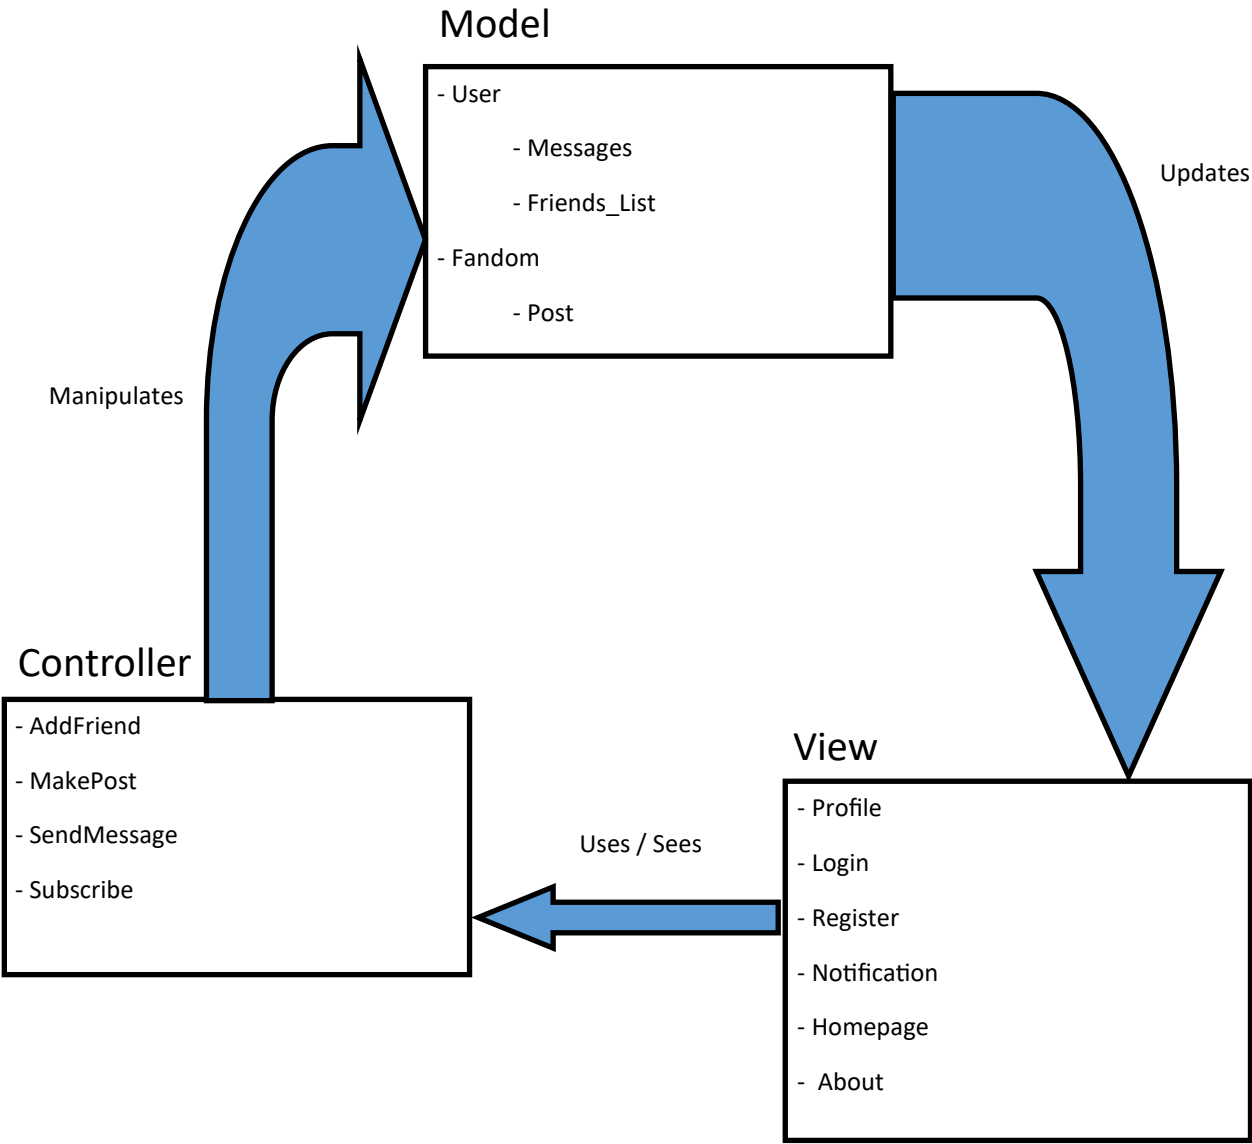 Model
- User
- Messages
- Friends_List
- Fandom
- Post
Updates
Manipulates
Controller
- AddFriend
- MakePost
- SendMessage
- Subscribe
Uses / Sees
View
- Profile
- Login
- Register
- Notification
- Homepage
- About